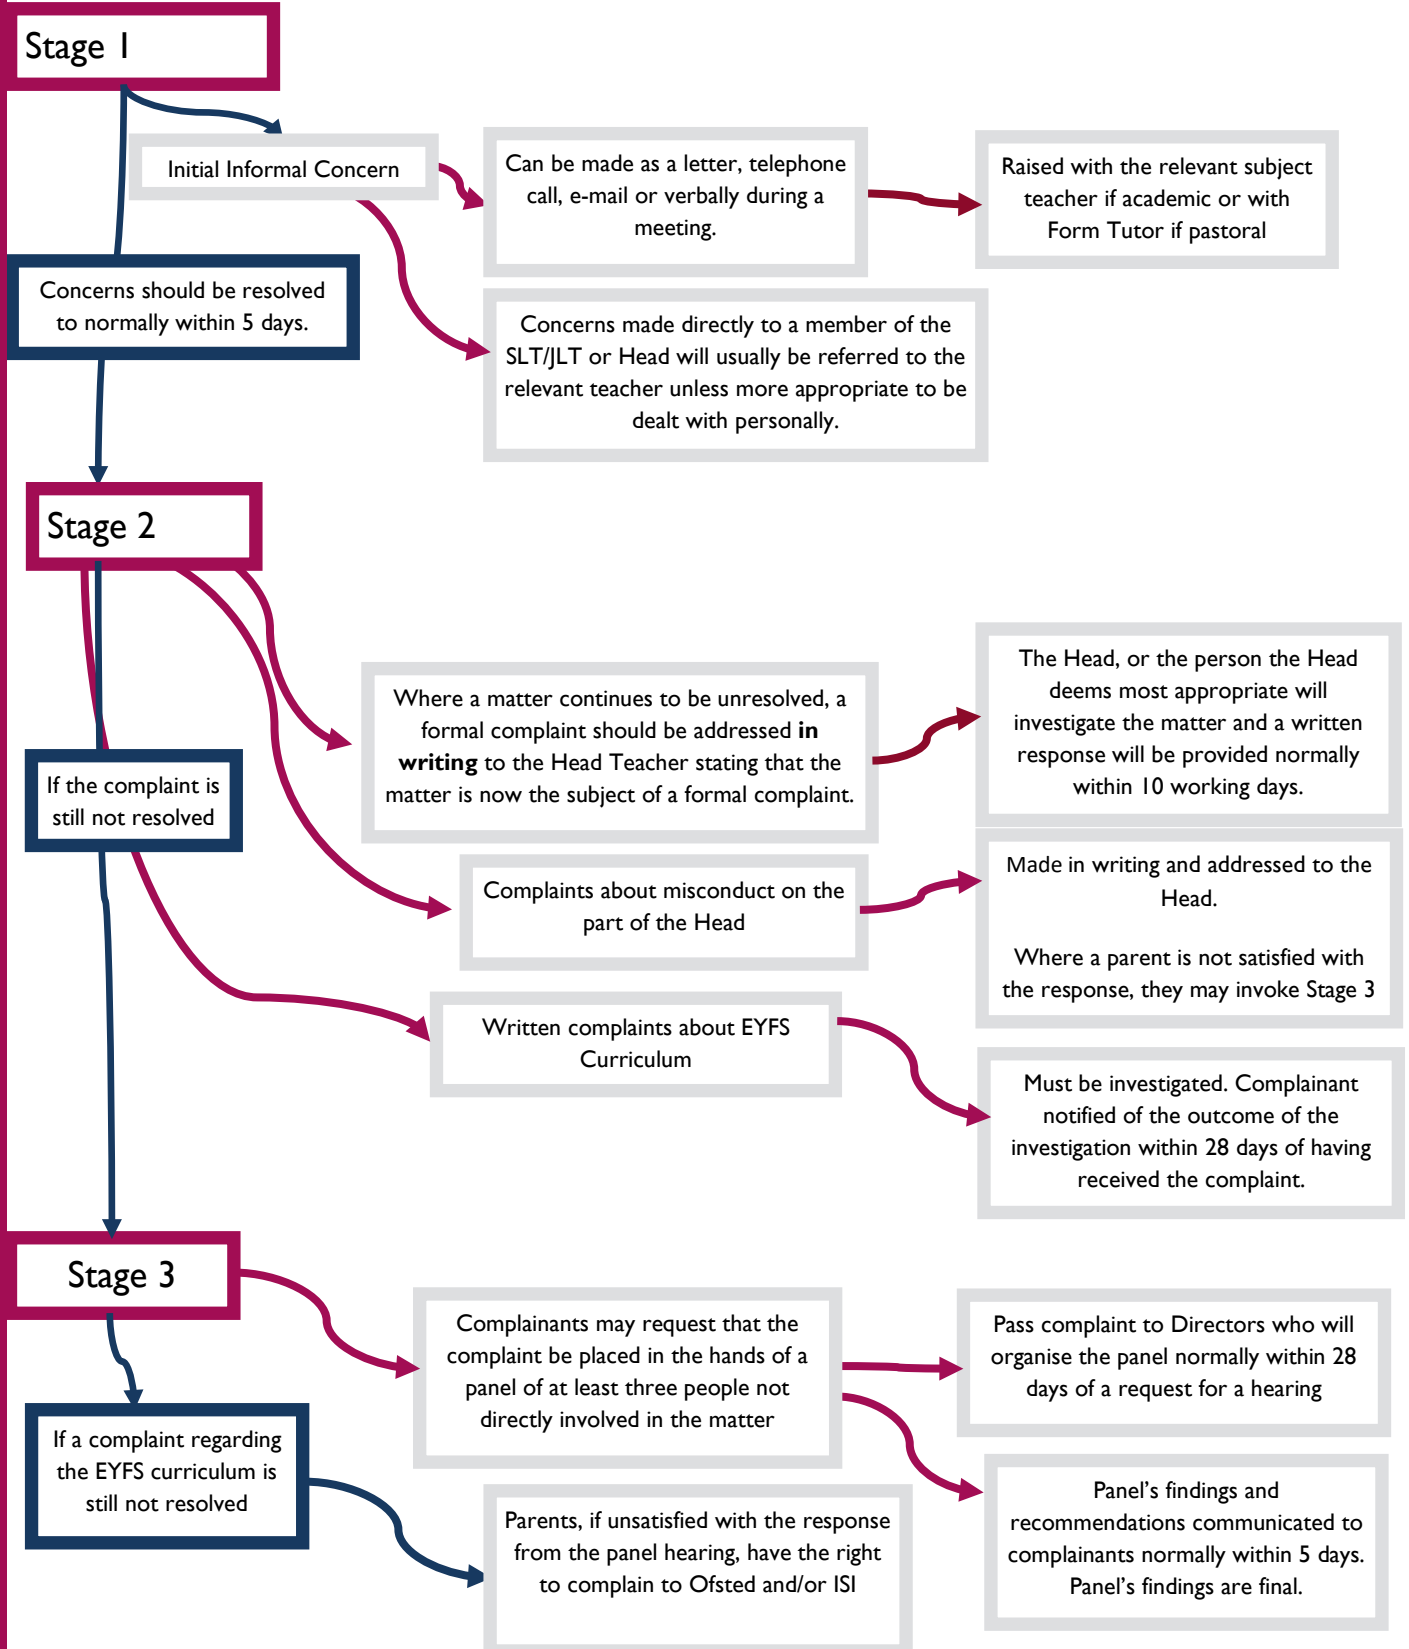 Stage 1
Initial Informal Concern
Can be made as a letter, telephone
call, e-mail or verbally during a
meeting.
Raised with the relevant subject
teacher if academic or with
Form Tutor if pastoral
Concerns should be resolved
to normally within 5 days.
Concerns made directly to a member of the
SLT/JLT or Head will usually be referred to the
relevant teacher unless more appropriate to be
dealt with personally.
Stage 2
Where a matter continues to be unresolved, a
formal complaint should be addressed in
writing to the Head Teacher stating that the
matter is now the subject of a formal complaint.
The Head, or the person the Head
deems most appropriate will
investigate the matter and a written
response will be provided normally
within 10 working days.
If the complaint is
still not resolved
Complaints about misconduct on the
part of the Head
Made in writing and addressed to the
Head.
Where a parent is not satisfied with
the response, they may invoke Stage 3
Written complaints about EYFS
Curriculum
Must be investigated. Complainant
notified of the outcome of the
investigation within 28 days of having
received the complaint.
Stage 3
Complainants may request that the
complaint be placed in the hands of a
panel of at least three people not
directly involved in the matter
Pass complaint to Directors who will
organise the panel normally within 28
days of a request for a hearing
If a complaint regarding
the EYFS curriculum is
still not resolved
Parents, if unsatisfied with the response
from the panel hearing, have the right
to complain to Ofsted and/or ISI
Panel's findings and
recommendations communicated to
complainants normally within 5 days.
Panel's findings are final.